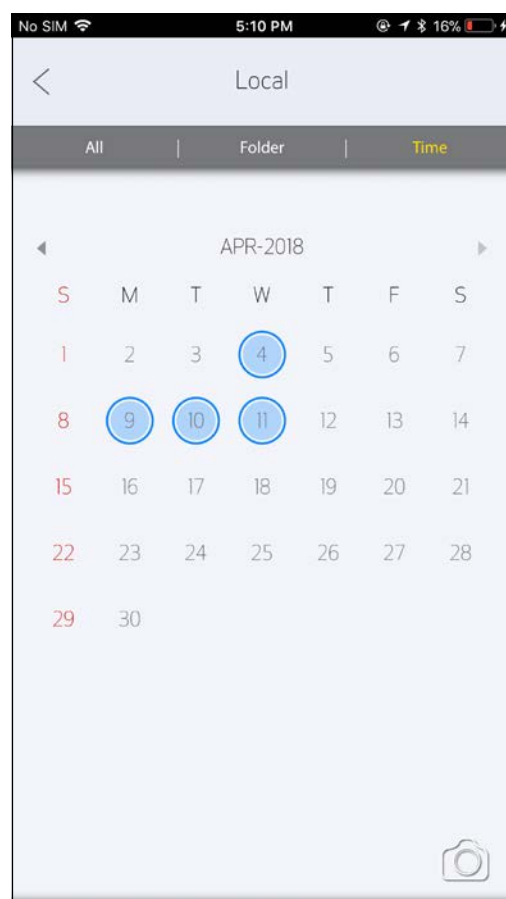 No SIM 5:10 PM 16%
Local
All | Folder | Time
APR-2018
S M T W T F S
1 2 3 4 5 6 7
8 9 10 11 12 13 14
15 16 17 18 19 20 21
22 23 24 25 26 27 28
29 30